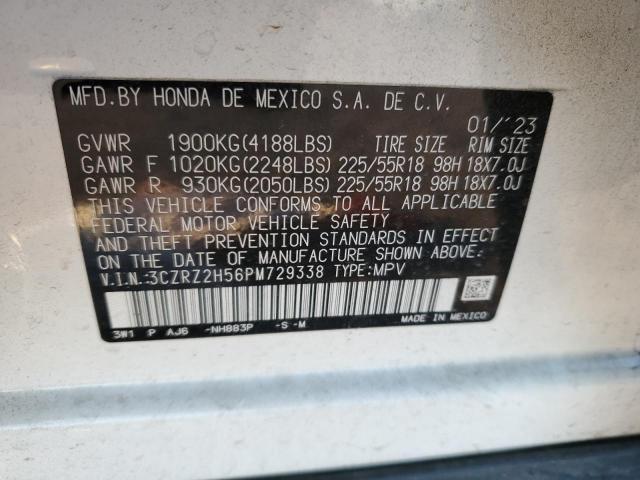 MFD.BY HONDA DE MEXICO S.A. DE C.V.
01/'23
GVWR 1900KG(4188LBS) TIRE SIZE RIM SIZE
GAWR F 1020KG(2248LBS) 225/55R18 98H 18X7.0J
GAWR R 930KG(2050LBS) 225/55R18 98H 18X7.0J
THIS VEHICLE CONFORMS TO ALL APPLICABLE
FEDERAL MOTOR VEHICLE SAFETY
AND THEFT PREVENTION STANDARDS IN EFFECT
ON THE DATE OF MANUFACTURE SHOWN ABOVE.
V.I.N.:3CZRZ2H56PM729338 TYPE:MPV
3W1 P AJ6 -NH883P -S -M MADE IN MEXICO